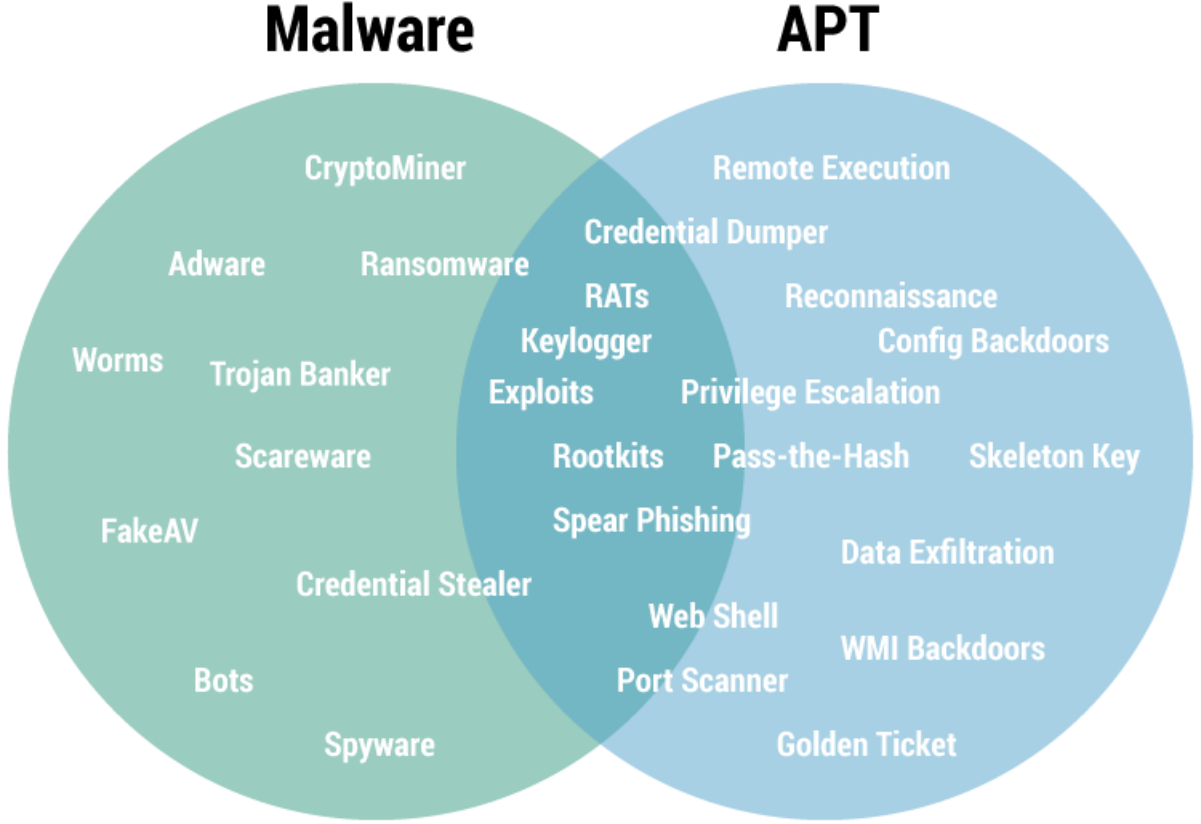 Malware
APT
CryptoMiner
Remote Execution
Credential Dumper
Adware
Ransomware
RATs
Reconnaissance
Keylogger
Config Backdoors
Worms
Trojan Banker
Exploits
Privilege Escalation
Scareware
Rootkits
Pass-the-Hash
Skeleton Key
FakeAV
Spear Phishing
Data Exfiltration
Credential Stealer
Web Shell
WMI Backdoors
Bots
Port Scanner
Spyware
Golden Ticket